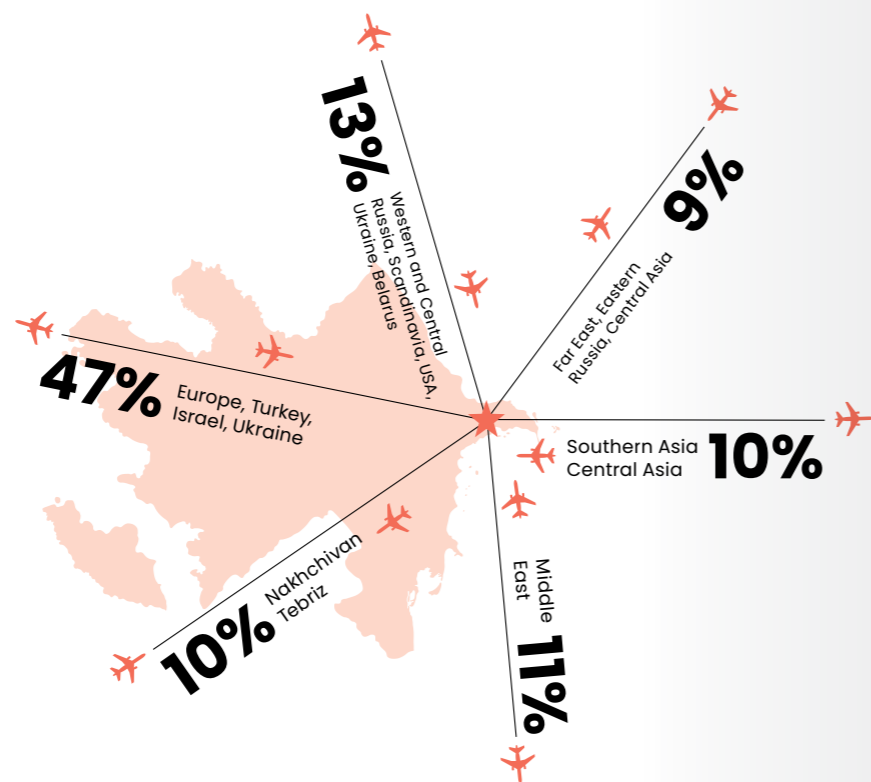 13%
Western and Central
Russia, Scandinavia, USA,
Ukraine, Belarus
9%
Far East, Eastern
Russia, Central Asia
47%
Europe, Turkey,
Israel, Ukraine
Southern Asia
Central Asia
10%
Nakhchivan
Tebriz
10%
Middle
East
11%